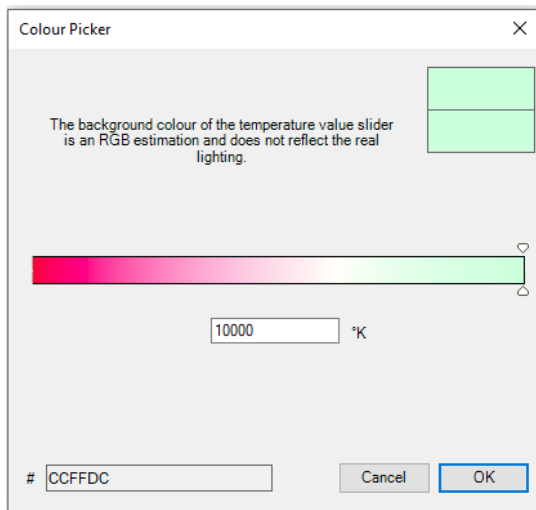 Colour Picker
The background colour of the temperature value slider
is an RGB estimation and does not reflect the real
lighting.
10000 °K
# CCFFDC Cancel OK